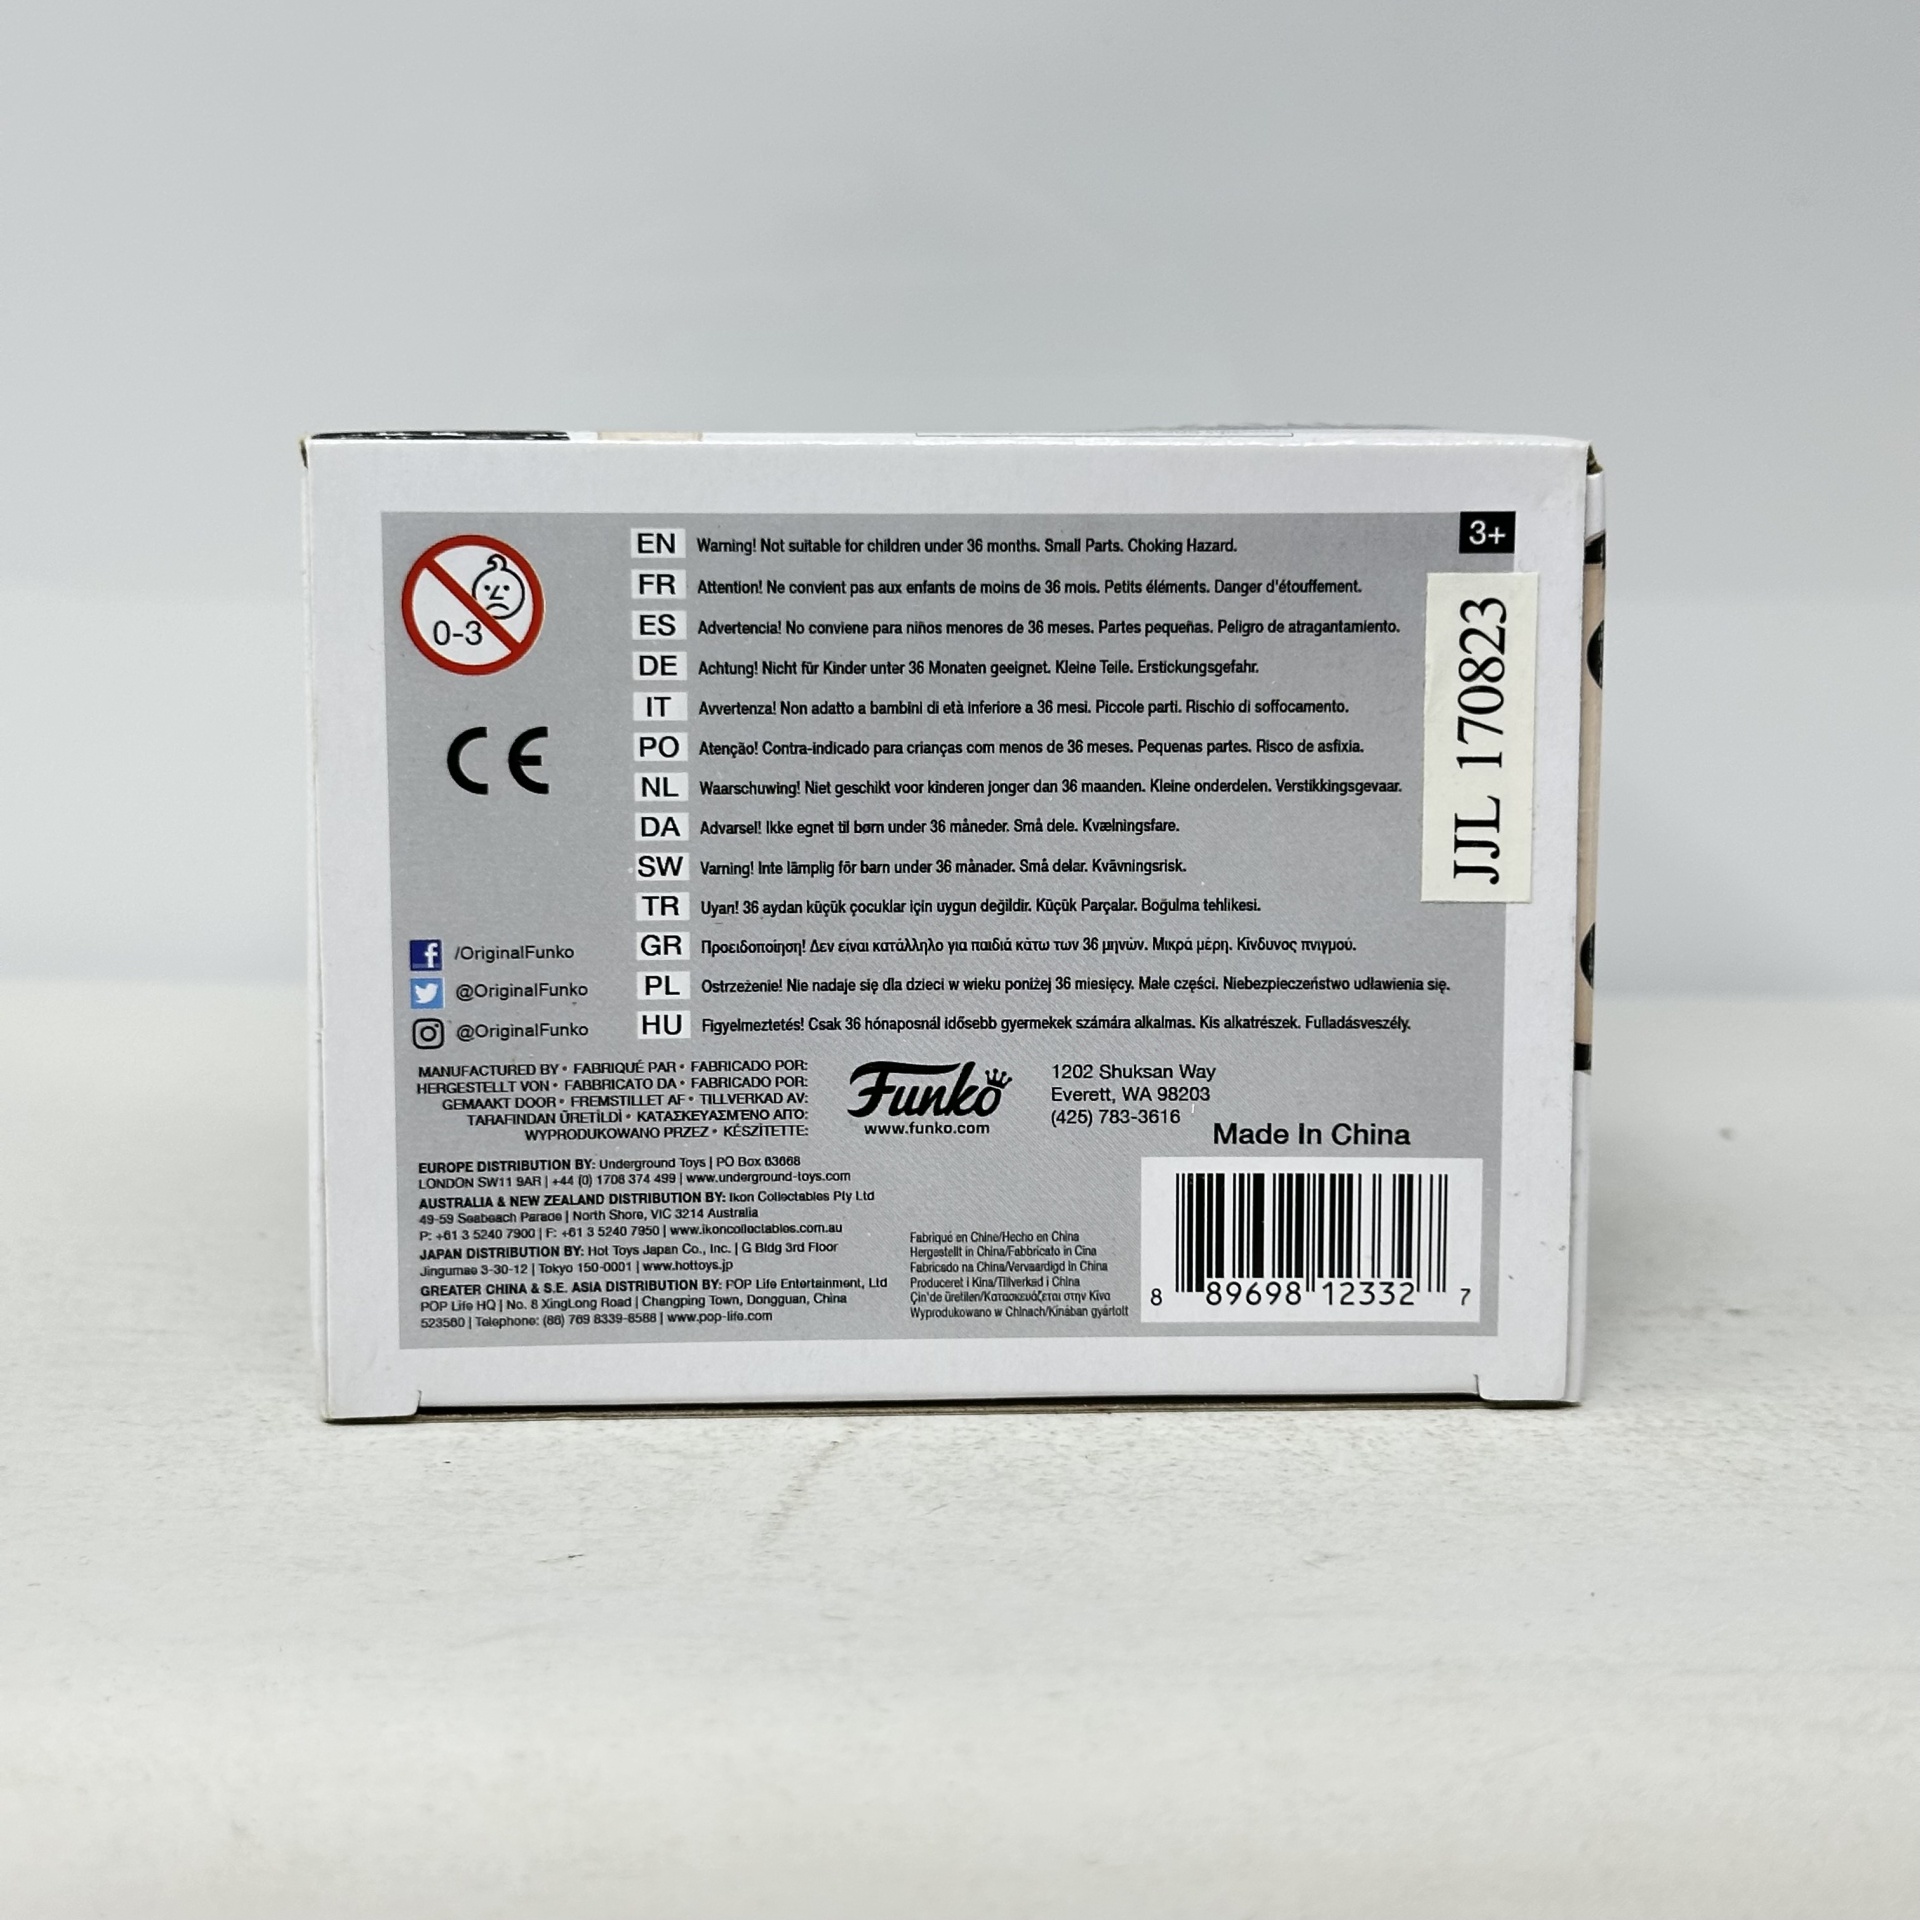 3+
JJL 170823
0-3
CE
EN Warning! Not suitable for children under 36 months. Small Parts. Choking Hazard.
FR Attention! Ne convient pas aux enfants de moins de 36 mois. Petits éléments. Danger d'étouffement.
ES Advertencia! No conviene para niños menores de 36 meses. Partes pequeñas. Peligro de atragantamiento.
DE Achtung! Nicht für Kinder unter 36 Monaten geeignet. Kleine Teile. Erstickungsgefahr.
IT Avvertenza! Non adatto a bambini di età inferiore a 36 mesi. Piccole parti. Rischio di soffocamento.
PO Atenção! Contra-indicado para crianças com menos de 36 meses. Pequenas partes. Risco de asfixia.
NL Waarschuwing! Niet geschikt voor kinderen jonger dan 36 maanden. Kleine onderdelen. Verstikkingsgevaar.
DA Advarsel! Ikke egnet til børn under 36 måneder. Små dele. Kvælningsfare.
SW Varning! Inte lämplig för barn under 36 månader. Små delar. Kvävningsrisk.
TR Uyarı! 36 aydan küçük çocuklar için uygun değildir. Küçük Parçalar. Boğulma tehlikesi.
GR Προειδοποίηση! Δεν είναι κατάλληλο για παιδιά κάτω των 36 μηνών. Μικρά μέρη. Κίνδυνος πνιγμού.
PL Ostrzeżenie! Nie nadaje się dla dzieci w wieku poniżej 36 miesięcy. Małe części. Niebezpieczeństwo udławienia się.
HU Figyelmeztetés! Csak 36 hónaposnál idősebb gyermekek számára alkalmas. Kis alkatrészek. Fulladásveszély.
/OriginalFunko
@OriginalFunko
@OriginalFunko
MANUFACTURED BY • FABRIQUÉ PAR • FABRICADO POR:
HERGESTELLT VON • FABBRICATO DA • FABRICADO POR:
GEMAAKT DOOR • FREMSTILLET AF • TILLVERKAD AV:
TARAFINDAN ÜRETİLDİ • ΚΑΤΑΣΚΕΥΑΣΜΈΝΟ ΑΠΌ:
WYPRODUKOWANO PRZEZ • KÉSZÍTETTE:
Funko
www.funko.com
1202 Shuksan Way
Everett, WA 98203
(425) 783-3616
Made In China
EUROPE DISTRIBUTION BY: Underground Toys | PO Box 63668
LONDON SW11 9AR | +44 (0) 1708 374 499 | www.underground-toys.com
AUSTRALIA & NEW ZEALAND DISTRIBUTION BY: Ikon Collectables Pty Ltd
49-59 Seabeach Parade | North Shore, VIC 3214 Australia
P: +61 3 5240 7900 | F: +61 3 5240 7950 | www.ikoncollectables.com.au
JAPAN DISTRIBUTION BY: Hot Toys Japan Co., Inc. | G Bldg 3rd Floor
Jingumae 3-30-12 | Tokyo 150-0001 | www.hottoys.jp
GREATER CHINA & S.E. ASIA DISTRIBUTION BY: POP Life Entertainment, Ltd
POP Life HQ | No. 8 XingLong Road | Changping Town, Dongguan, China
523560 | Telephone: (86) 769 8339-8588 | www.pop-life.com
Fabriqué en Chine/Hecho en China
Hergestellt in China/Fabbricato in Cina
Fabricado na China/Vervaardigd in China
Produceret i Kina/Tillverkad i China
Çin'de üretilen/Κατασκευάζεται στην Κίνα
Wyprodukowano w Chinach/Kínában gyártott
8 89698 12332 7